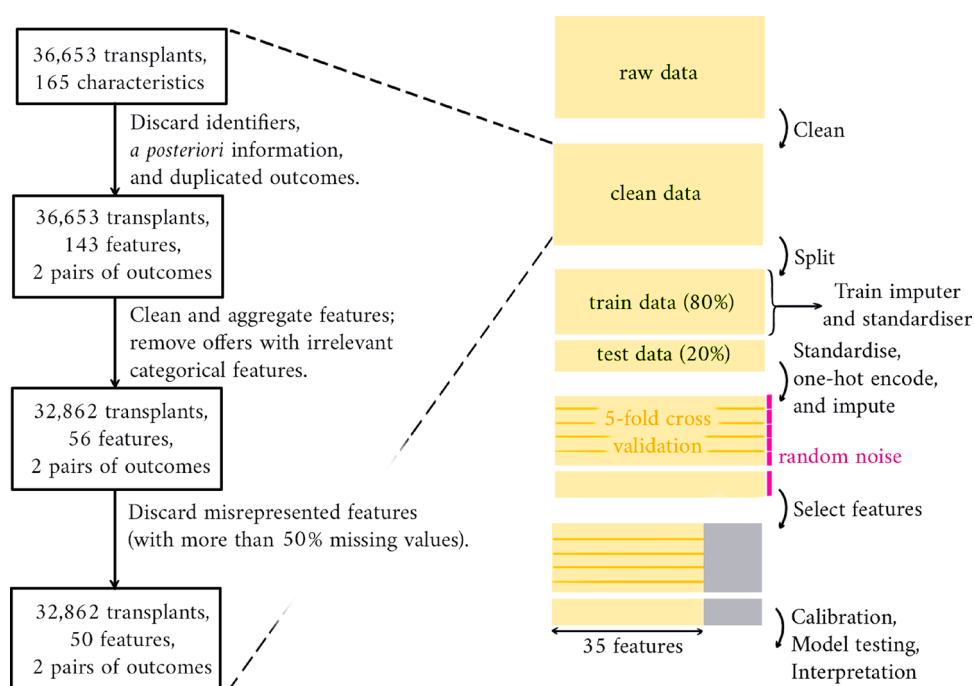 36,653 transplants,
165 characteristics
Discard identifiers,
a posteriori information,
and duplicated outcomes.
36,653 transplants,
143 features,
2 pairs of outcomes
Clean and aggregate features;
remove offers with irrelevant
categorical features.
32,862 transplants,
56 features,
2 pairs of outcomes
Discard misrepresented features
(with more than 50% missing values).
32,862 transplants,
50 features,
2 pairs of outcomes
raw data
Clean
clean data
Split
train data (80%)
Train imputer
and standardiser
test data (20%)
Standardise,
one-hot encode,
and impute
5-fold cross
validation
random noise
Select features
35 features
Calibration,
Model testing,
Interpretation